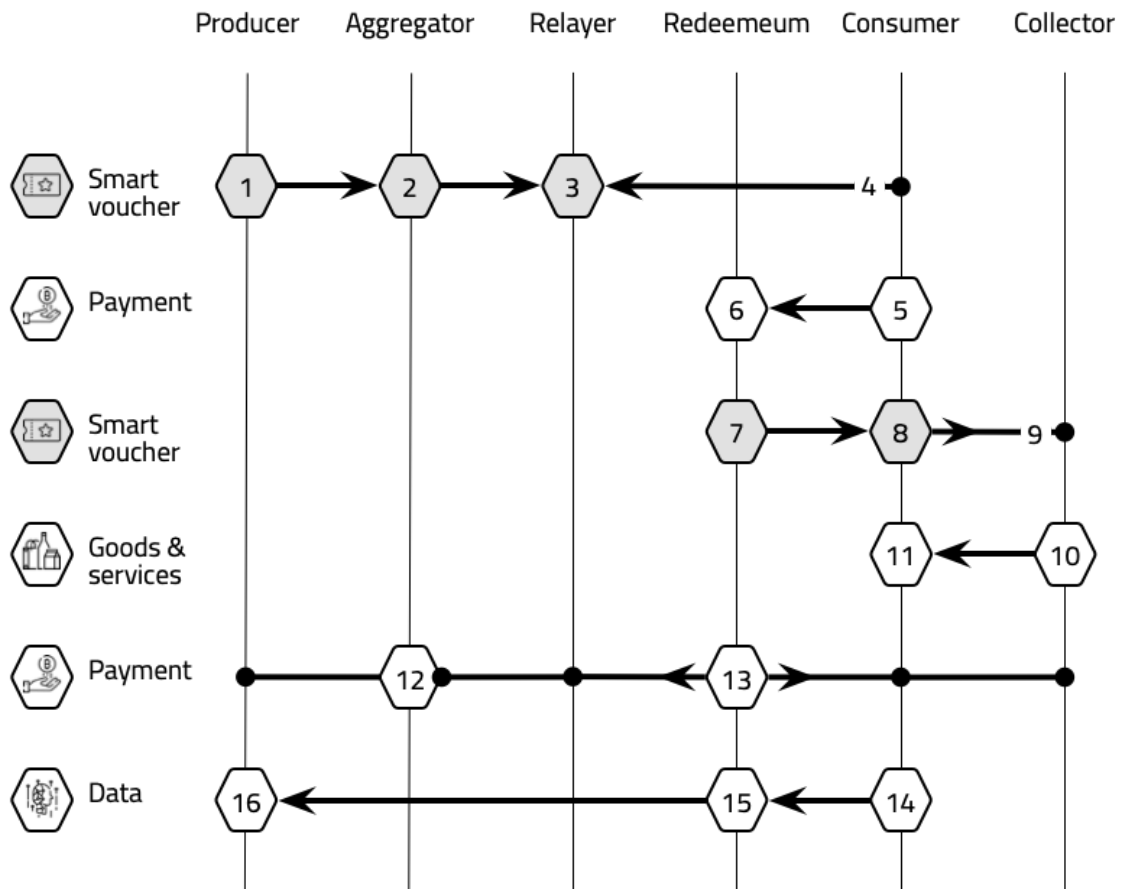 Producer Aggregator Relayer Redeemeum Consumer Collector
Smart
voucher
1 2 3 4
Payment
6 5
Smart
voucher
7 8 9
Goods &
services
11 10
Payment
12 13
Data
16 15 14